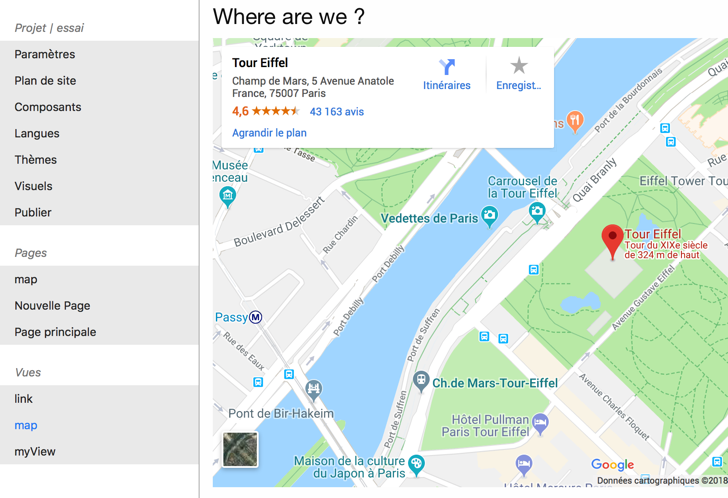 Projet / essai
Paramètres
Plan de site
Composants
Langues
Thèmes
Visuels
Publier
Pages
map
Nouvelle Page
Page principale
Vues
link
map
myView
Where are we ?
Square de
Yorktown
Tour Eiffel
Champ de Mars, 5 Avenue Anatole
France, 75007 Paris
4,6 43 163 avis
Agrandir le plan
Itinéraires
Enregist...
Tasse
Musée
Boulevard Delessert
Rue Chardin
Port Debilly
Port Debilly
Vedettes de Paris
Carrousel de
la Tour Eiffel
Port de la Bourdonnais
Quai Branly
Rue
Eiffel Tower
Tour Eiffel
Tour du XIXe siècle
de 324 m de haut
Avenue Gustave Eiffel
Passy
M
Rue des Eaux
Port de Suffren
Port de Suffren
Pont de Bir-Hakeim
Ch.de Mars-Tour-Eiffel
Avenue Charles Floquet
Hôtel Pullman
Paris Tour Eiffel
Maison de la culture
du Japon à Paris
Google
Données cartographiques